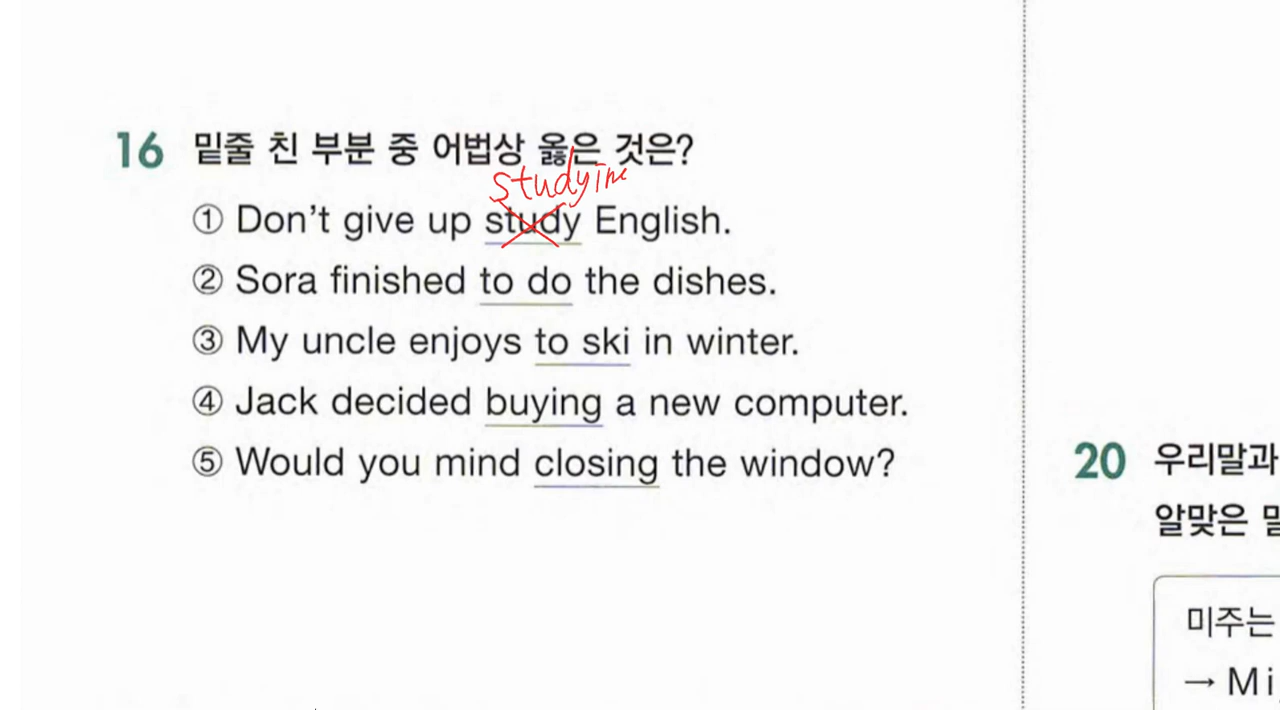 16 밑줄 친 부분 중 어법상 옳은 것은?
studyin
① Don't give up study English.
② Sora finished to do the dishes.
③ My uncle enjoys to ski in winter.
④ Jack decided buying a new computer.
⑤ Would you mind closing the window?
20 우리말과
알맞은
미주는
→ Mi